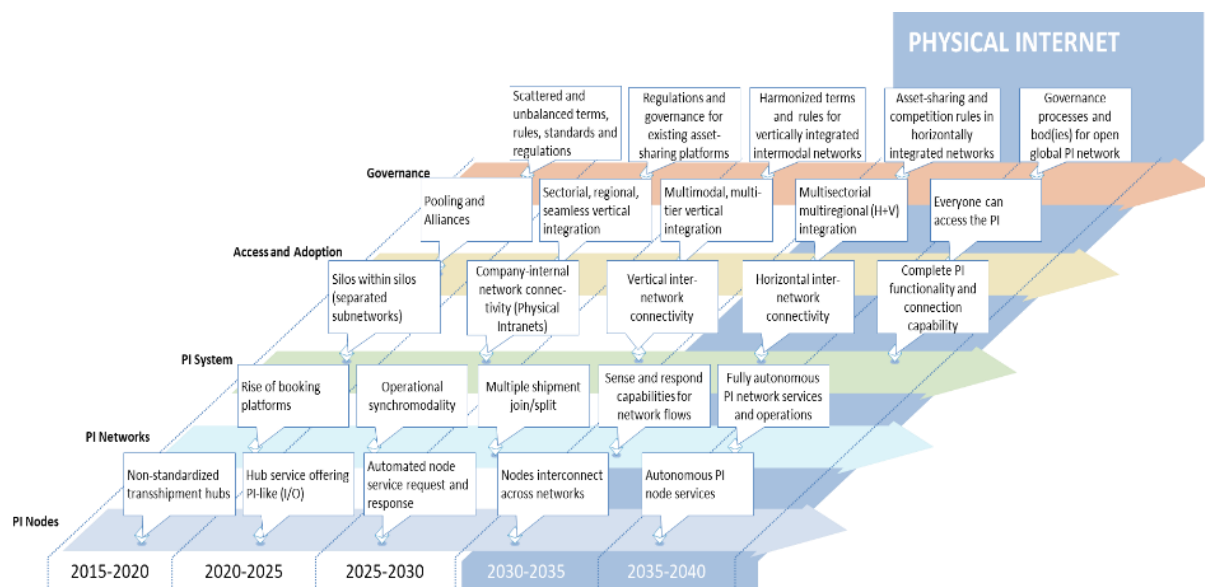 PHYSICAL INTERNET
Scattered and
unbalanced terms,
rules, standards and
regulations
Regulations and
governance for
existing asset-
sharing platforms
Harmonized terms
and rules for
vertically integrated
intermodal networks
Asset-sharing and
competition rules in
horizontally
integrated networks
Governance
processes and
bod(ies) for open
global PI network
Governance
Pooling and
Alliances
Sectorial, regional,
seamless vertical
integration
Multimodal, multi-
tier vertical
integration
Multisectorial
multiregional (H+V)
integration
Everyone can
access the PI
Access and Adoption
Silos within silos
(separated
subnetworks)
Company-internal
network connec-
tivity (Physical
Intranets)
Vertical inter-
network
connectivity
Horizontal inter-
network
connectivity
Complete PI
functionality and
connection
capability
PI System
Rise of booking
platforms
Operational
synchromodality
Multiple shipment
join/split
Sense and respond
capabilities for
network flows
Fully autonomous
PI network services
and operations
PI Networks
Non-standardized
transshipment hubs
Hub service offering
PI-like (I/O)
Automated node
service request and
response
Nodes interconnect
across networks
Autonomous PI
node services
PI Nodes
2015-2020
2020-2025
2025-2030
2030-2035
2035-2040